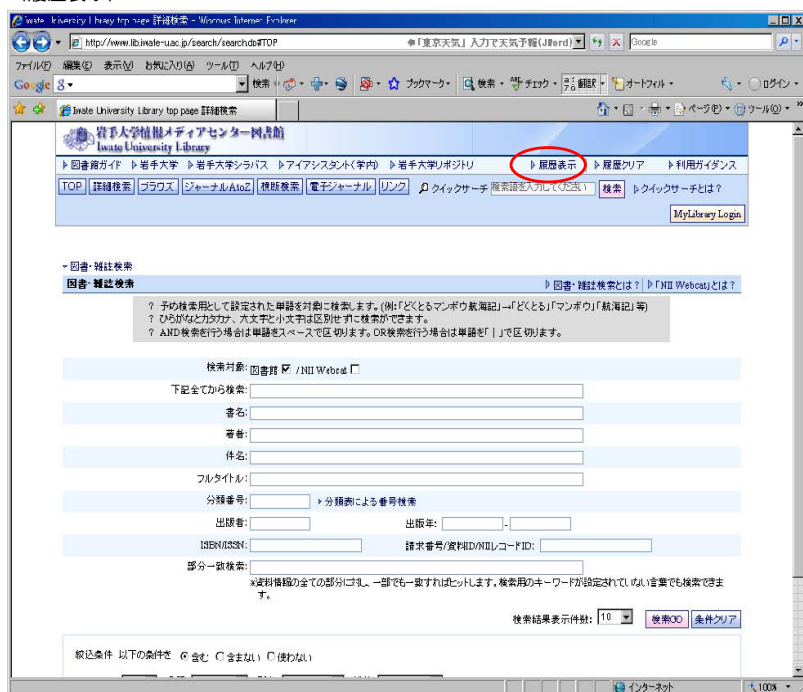 Iwate University Library top page 詳細検索 - Windows Internet Explorer
http://www.lib.iwate-u.ac.jp/search/search.do#TOP
「東京天気」入力で天気予報(JWord)
Google
ファイル(F) 編集(E) 表示(V) お気に入り(A) ツール(T) ヘルプ(H)
Google
検索 ブックマーク チェック 翻訳 オートフィル ログイン
Iwate University Library top page 詳細検索
ページ(P) ツール(O)
岩手大学情報メディアセンター図書館
Iwate University Library
図書館ガイド 岩手大学 岩手大学シラバス アイアシスタント(学内) 岩手大学リポジトリ 履歴表示 履歴クリア 利用ガイダンス
TOP 詳細検索 ブラウズ ジャーナルAtoZ 横断検索 電子ジャーナル リンク クイックサーチ 検索語を入力してください 検索 クイックサーチとは?
MyLibrary Login
図書・雑誌検索
図書・雑誌検索 図書・雑誌検索とは? 「NII Webcat」とは?
? 予め検索用として設定された単語を対象に検索します。(例:「どくとるマンボウ航海記」→「どくとる」「マンボウ」「航海記」等)
? ひらがなとカタカナ、大文字と小文字は区別せずに検索ができます。
? AND検索を行う場合は単語をスペースで区切ります。OR検索を行う場合は単語を「|」で区切ります。
検索対象: 図書館 / NII Webcat
下記全てから検索:
書名:
著者:
件名:
フルタイトル:
分類番号: 分類表による番号検索
出版者: 出版年: -
ISBN/ISSN: 請求番号/資料ID/NIIレコードID:
部分一致検索:
※資料情報の全ての部分に対し、一部でも一致すればヒットします。検索用のキーワードが設定されていない言葉でも検索できま
す。
検索結果表示件数: 10 検索GO 条件クリア
絞込条件 以下の条件を 含む 含まない 使わない
インターネット 100%